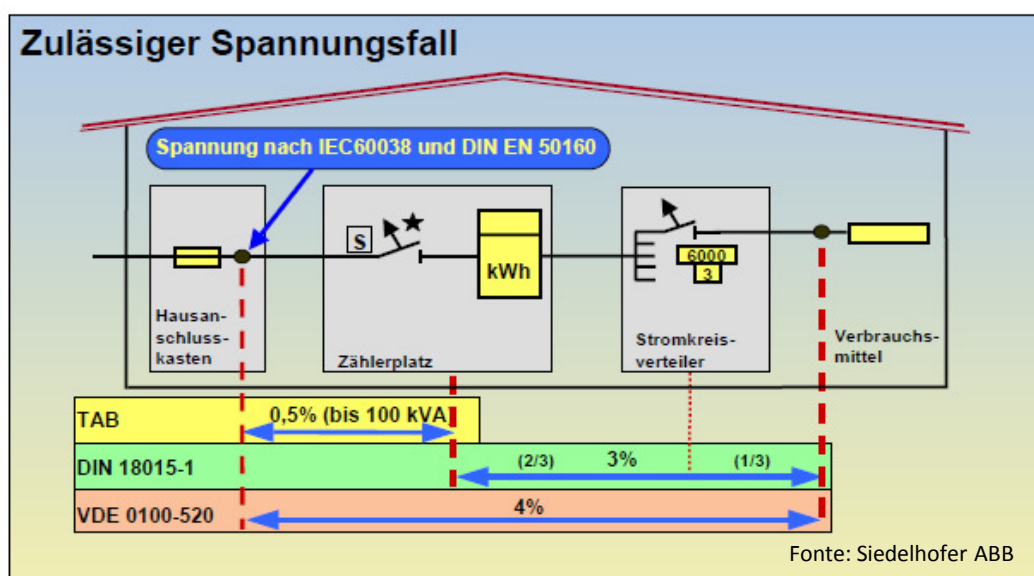 Zulässiger Spannungsfall
Spannung nach IEC60038 und DIN EN 50160
S
kWh
6000
3
Hausan-
schluss-
kasten
Zählerplatz
Stromkreis-
verteiler
Verbrauchs-
mittel
TAB
0,5% (bis 100 kVA)
DIN 18015-1
(2/3) 3% (1/3)
VDE 0100-520
4%
Fonte: Siedelhofer ABB